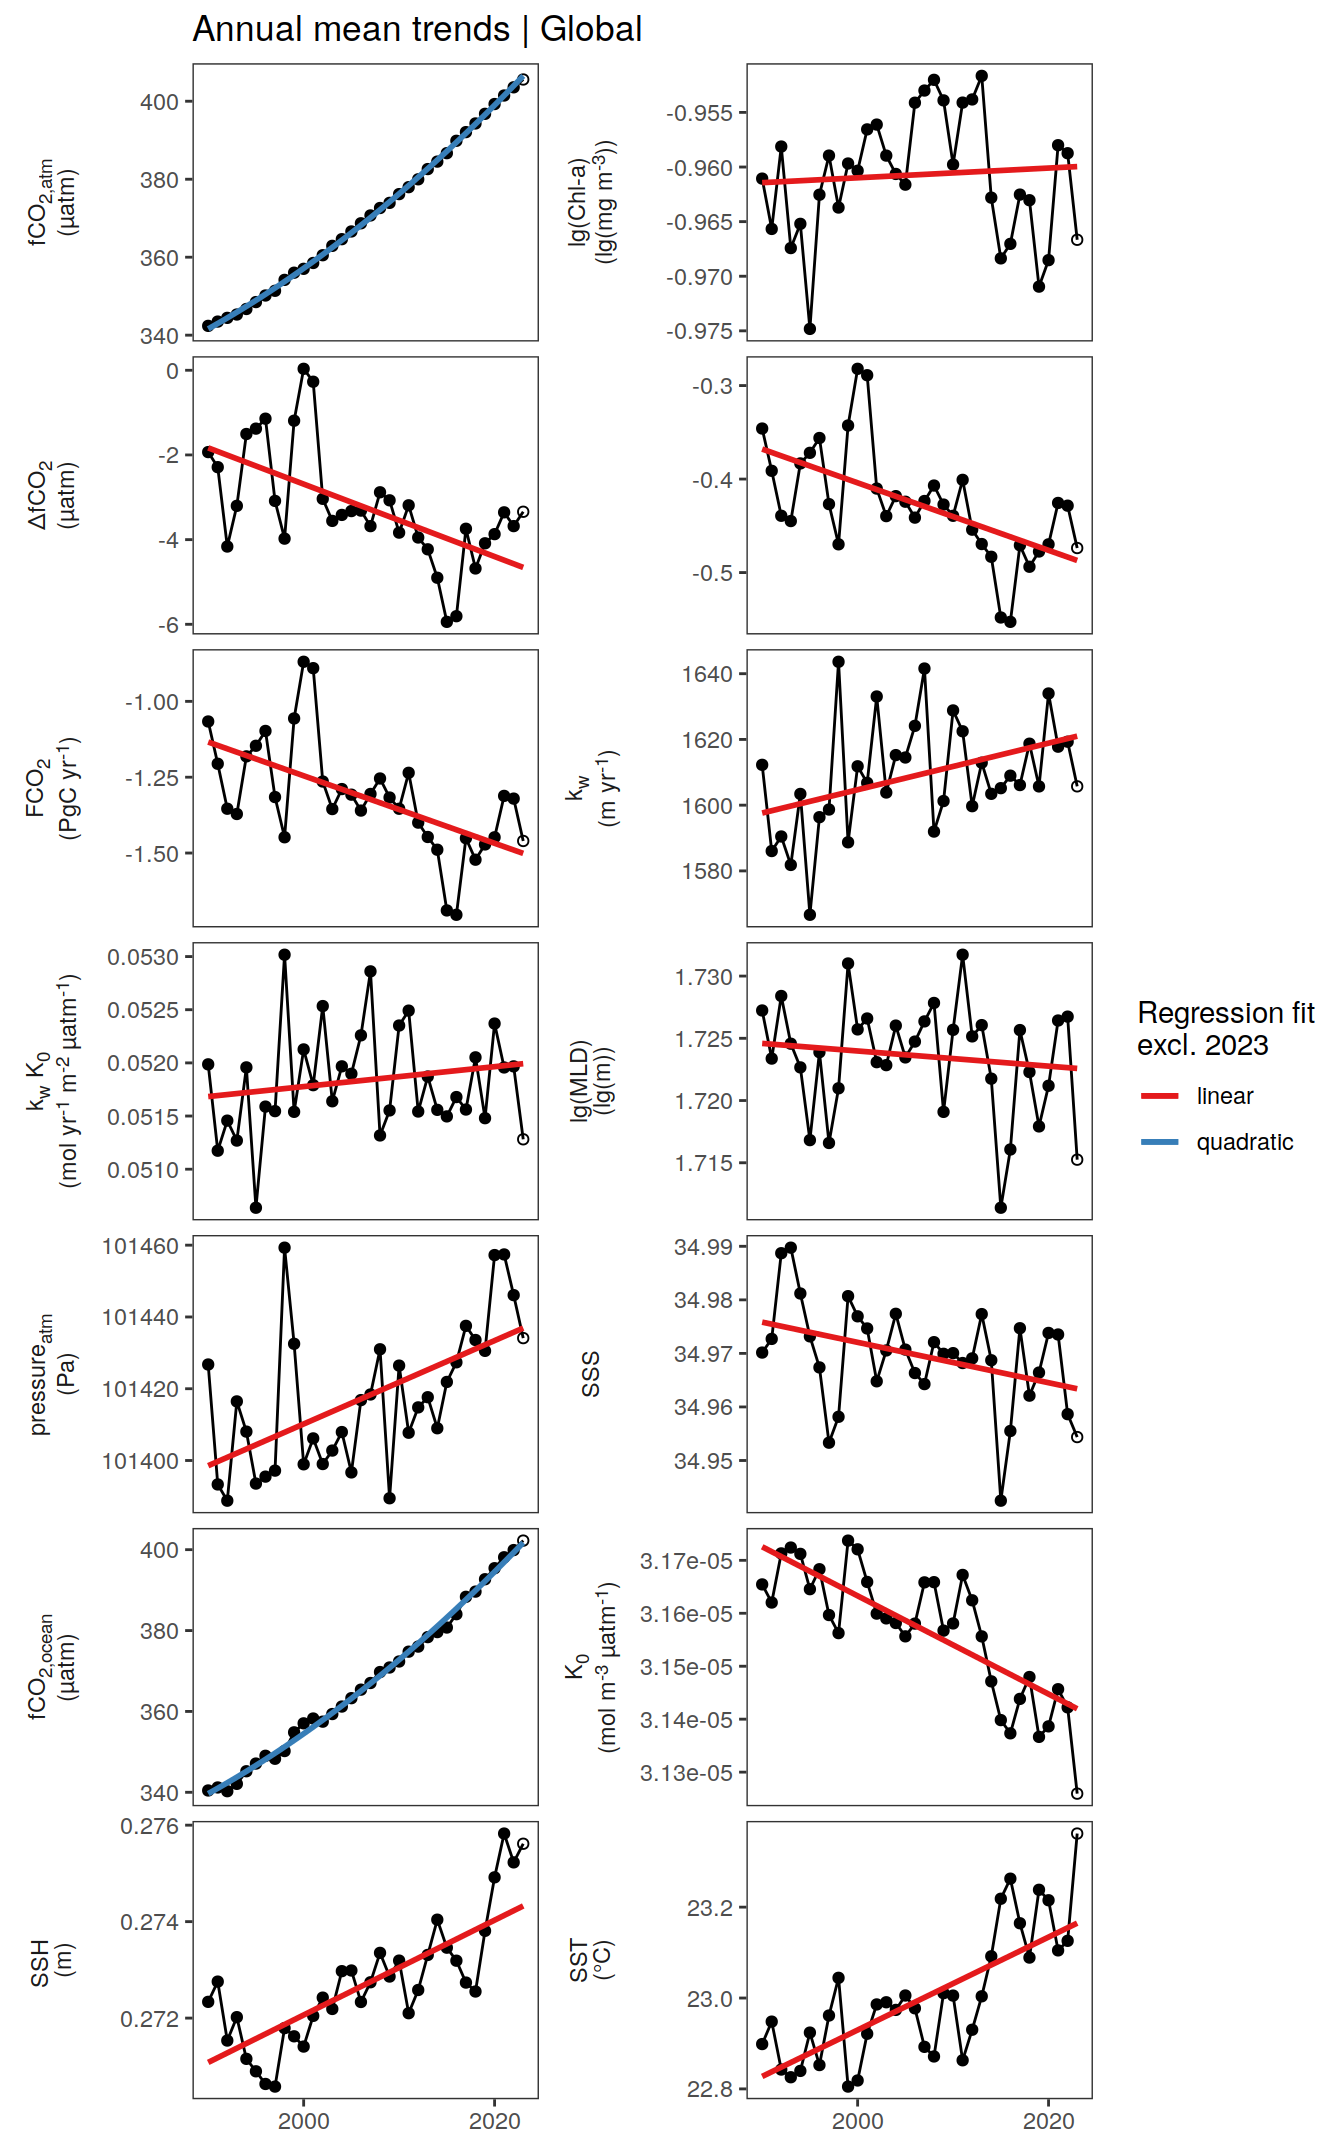 Annual mean trends | Global
fCO2,atm
(µatm)
400
380
360
340
lg(Chl-a)
(lg(mg m-3))
-0.955
-0.960
-0.965
-0.970
-0.975
ΔfCO2
(µatm)
0
-2
-4
-6
-0.3
-0.4
-0.5
FCO2
(PgC yr-1)
-1.00
-1.25
-1.50
kw
(m yr-1)
1640
1620
1600
1580
kw K0
(mol yr-1 m-2 µatm-1)
0.0530
0.0525
0.0520
0.0515
0.0510
lg(MLD)
(lg(m))
1.730
1.725
1.720
1.715
Regression fit
excl. 2023
linear
quadratic
pressureatm
(Pa)
101460
101440
101420
101400
SSS
34.99
34.98
34.97
34.96
34.95
fCO2,ocean
(µatm)
400
380
360
340
K0
(mol m-3 µatm-1)
3.17e-05
3.16e-05
3.15e-05
3.14e-05
3.13e-05
SSH
(m)
0.276
0.274
0.272
SST
(°C)
23.2
23.0
22.8
2000
2020
2000
2020